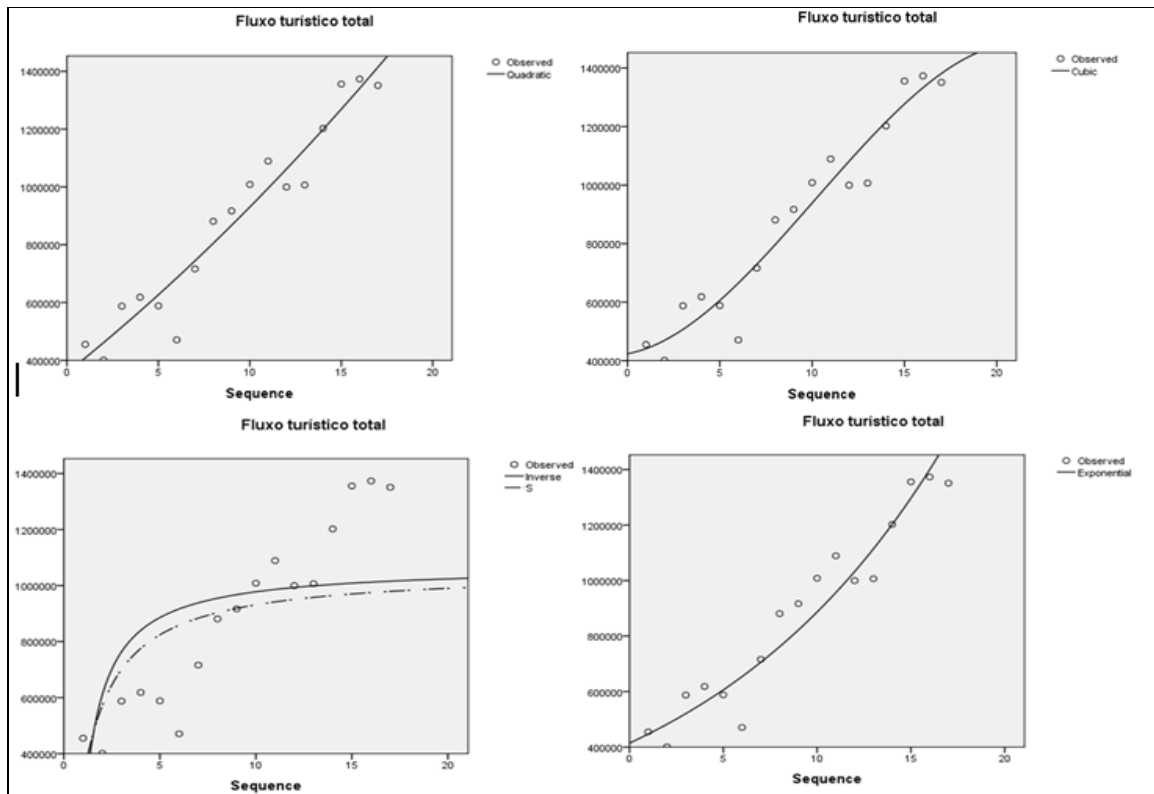 Fluxo turístico total
Observed
Quadratic
1400000
1200000
1000000
800000
600000
400000
0 5 10 15 20
Sequence
Fluxo turístico total
Observed
Cubic
1400000
1200000
1000000
800000
600000
400000
0 5 10 15 20
Sequence
Fluxo turístico total
Observed
Inverse
S
1400000
1200000
1000000
800000
600000
400000
0 5 10 15 20
Sequence
Fluxo turístico total
Observed
Exponential
1400000
1200000
1000000
800000
600000
400000
0 5 10 15 20
Sequence